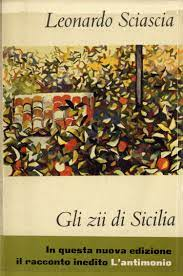 Leonardo Sciascia
Gli zii di Sicilia
In questa nuova edizione
il racconto inedito L'antimonio